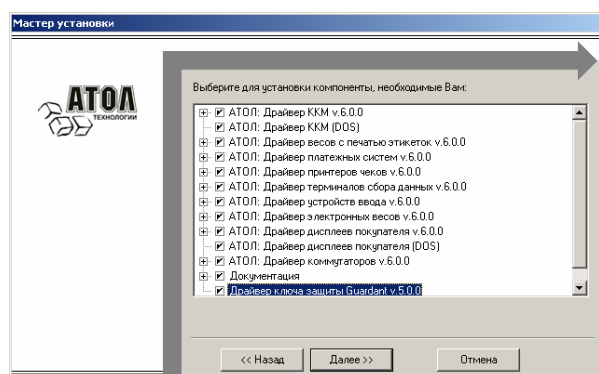 Мастер установки
АТОЛ
ТЕХНОЛОГИИ
Выберите для установки компоненты, необходимые Вам:
АТОЛ: Драйвер ККМ v.6.0.0
АТОЛ: Драйвер ККМ (DOS)
АТОЛ: Драйвер весов с печатью этикеток v.6.0.0
АТОЛ: Драйвер платежных систем v.6.0.0
АТОЛ: Драйвер принтеров чеков v.6.0.0
АТОЛ: Драйвер терминалов сбора данных v.6.0.0
АТОЛ: Драйвер устройств ввода v.6.0.0
АТОЛ: Драйвер электронных весов v.6.0.0
АТОЛ: Драйвер дисплеев покупателя v.6.0.0
АТОЛ: Драйвер дисплеев покупателя (DOS)
АТОЛ: Драйвер коммутаторов v.6.0.0
Документация
Драйвер ключа защиты Guardant v.5.0.0
<< Назад Далее >> Отмена